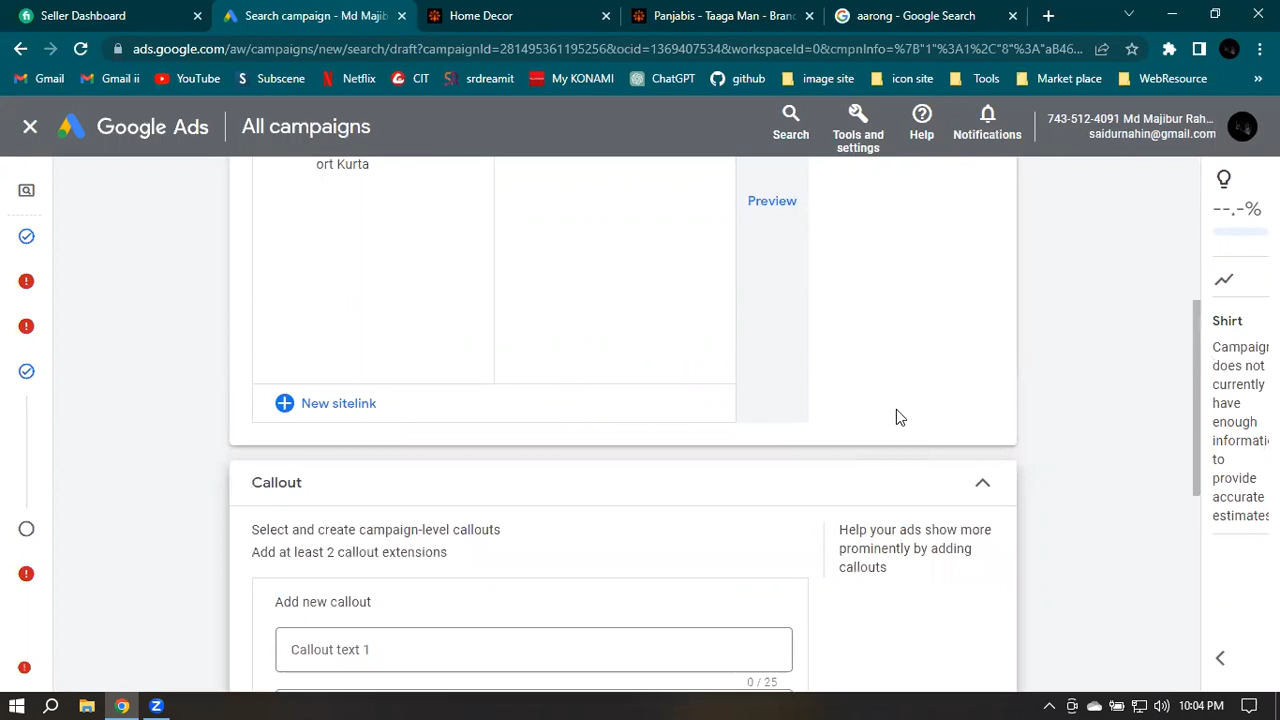 Seller Dashboard
Search campaign - Md Majib
Home Decor
Panjabis - Taaga Man - Branc
aarong - Google Search
ads.google.com/aw/campaigns/new/search/draft?campaignId=281495361195256&ocid=13694075534&workspaceId=0&cmpnInfo=%7B"1"%3A1%2C"8"%3A"aB46...
Gmail
Gmail ii
YouTube
Subscene
Netflix
CIT
srdreamit
My KONAMI
ChatGPT
github
image site
icon site
Tools
Market place
WebResource
»
Google Ads
All campaigns
Search
Tools and settings
Help
Notifications
743-512-4091 Md Majibur Rah...
saidurnahin@gmail.com
ort Kurta
Preview
New sitelink
Callout
Select and create campaign-level callouts
Add at least 2 callout extensions
Help your ads show more
prominently by adding
callouts
Add new callout
Callout text 1
0 / 25
--.-%
Shirt
Campaign
does not
currently
have
enough
informati
to
provide
accurate
estimates
10:04 PM